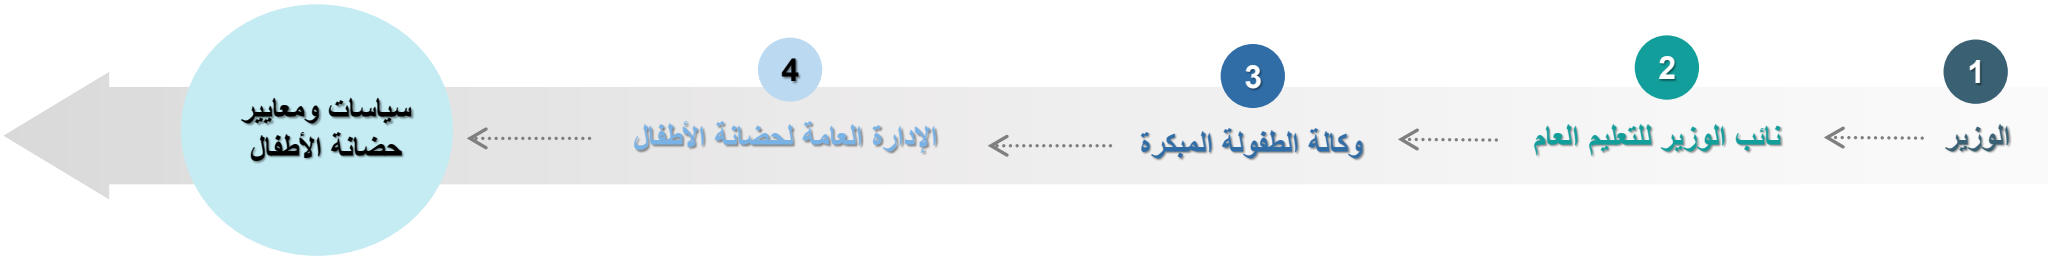 1
الوزير
2
نائب الوزير للتعليم العام
3
وكالة الطفولة المبكرة
4
الإدارة العامة لحضانة الأطفال
سياسات ومعايير
حضانة الأطفال